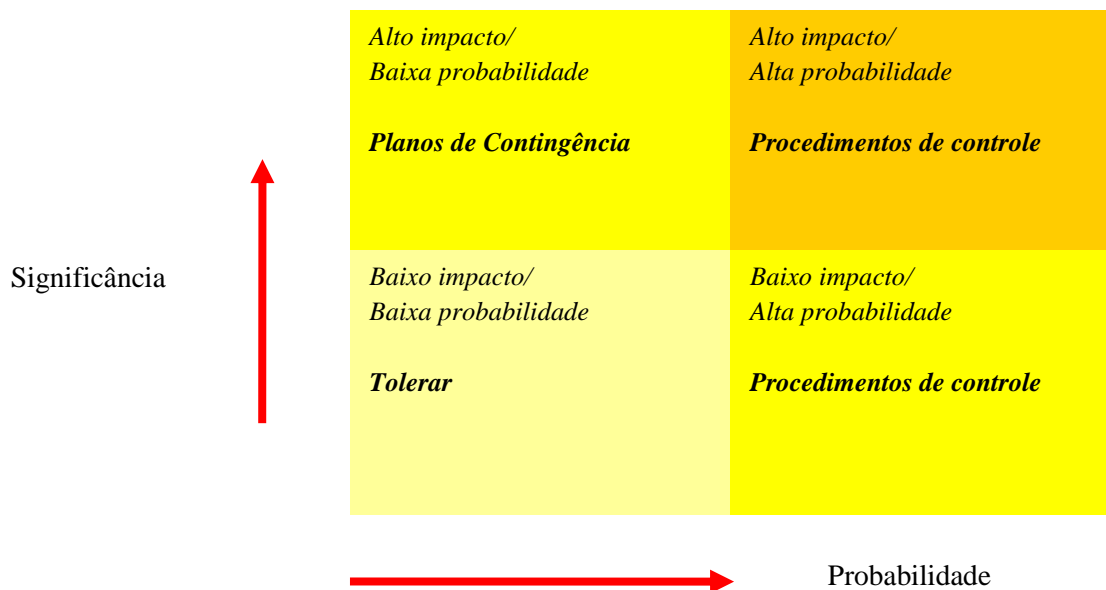 Alto impacto/
Baixa probabilidade
Planos de Contingência
Alto impacto/
Alta probabilidade
Procedimentos de controle
Significância
Baixo impacto/
Baixa probabilidade
Tolerar
Baixo impacto/
Alta probabilidade
Procedimentos de controle
Probabilidade